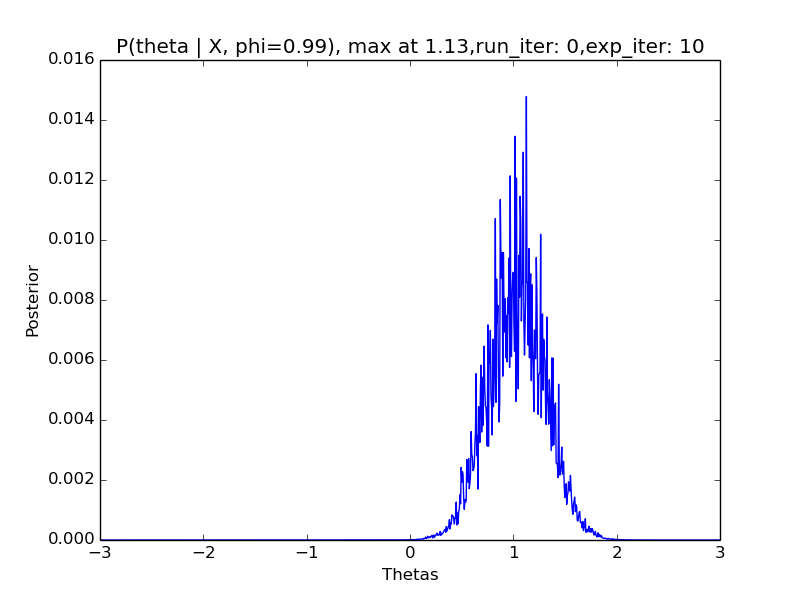 P(theta | X, phi=0.99), max at 1.13,run_iter: 0,exp_iter: 10
0.016
0.014
0.012
0.010
0.008
0.006
0.004
0.002
0.000
Posterior
−3 −2 −1 0 1 2 3
Thetas